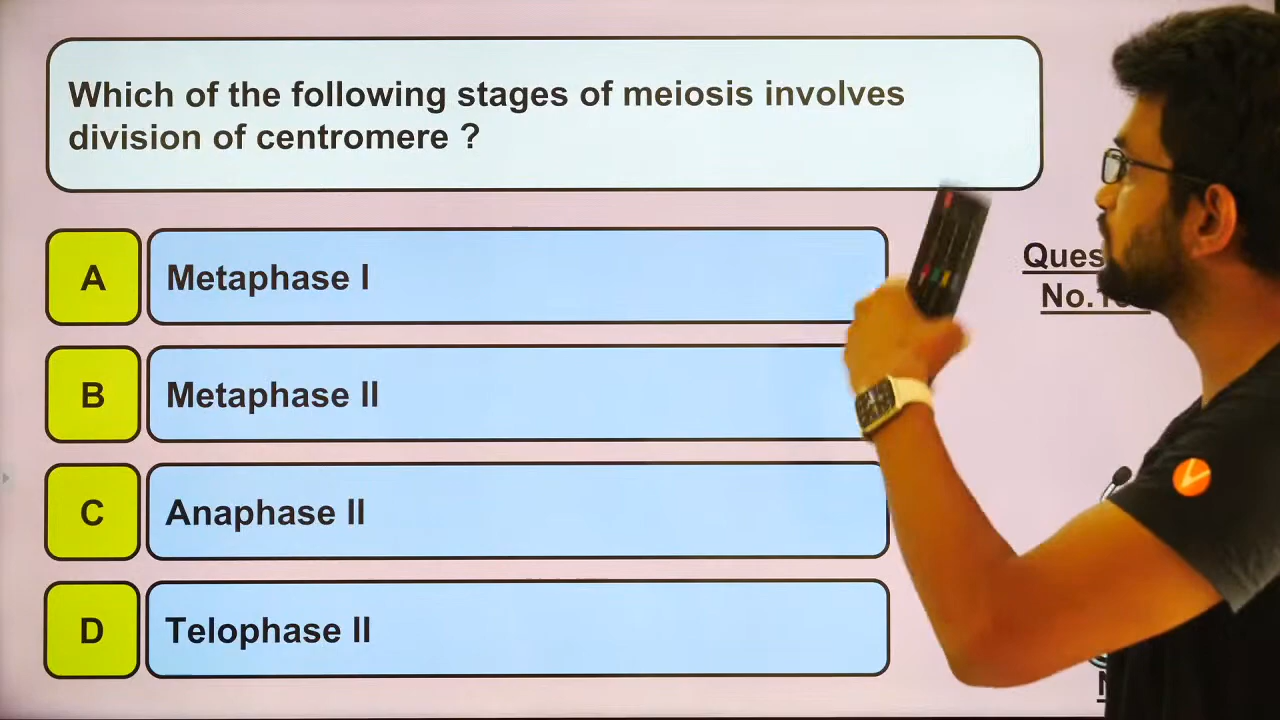 Which of the following stages of meiosis involves
division of centromere ?
A
Metaphase I
B
Metaphase II
C
Anaphase II
D
Telophase II
No.